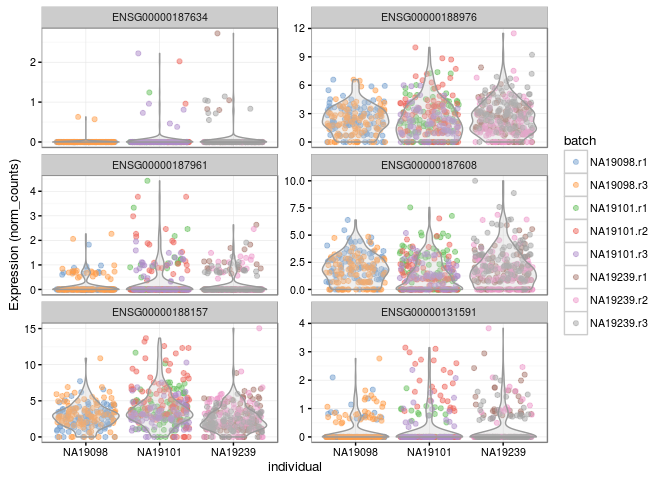 ENSG00000187634
ENSG00000188976
2
1
0
12
9
6
3
0
ENSG00000187961
ENSG00000187608
4
3
2
1
0
10.0
7.5
5.0
2.5
0.0
ENSG00000188157
ENSG00000131591
15
10
5
0
4
3
2
1
0
NA19098
NA19101
NA19239
NA19098
NA19101
NA19239
individual
Expression (norm_counts)
batch
NA19098.r1
NA19098.r3
NA19101.r1
NA19101.r2
NA19101.r3
NA19239.r1
NA19239.r2
NA19239.r3